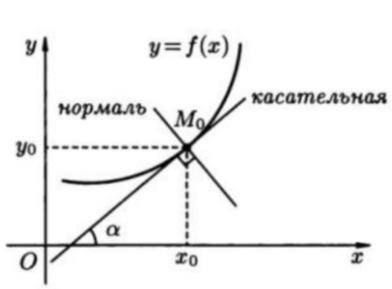 y
y = f(x)
касательная
нормаль
M₀
y₀
α
O
x₀
x